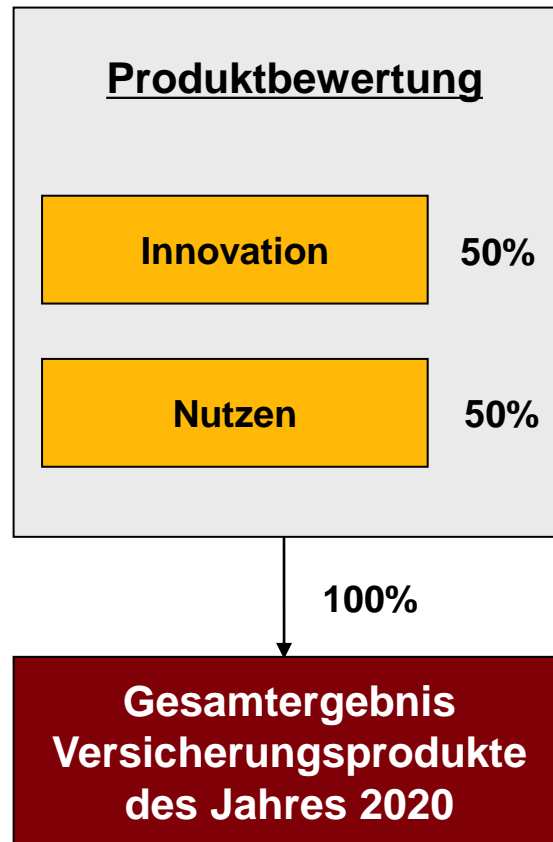 Produktbewertung
Innovation 50%
Nutzen 50%
100%
Gesamtergebnis
Versicherungsprodukte
des Jahres 2020